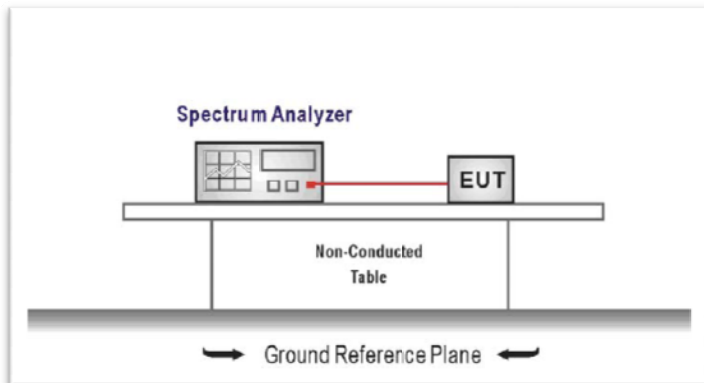 Spectrum Analyzer
EUT
Non-Conducted
Table
Ground Reference Plane